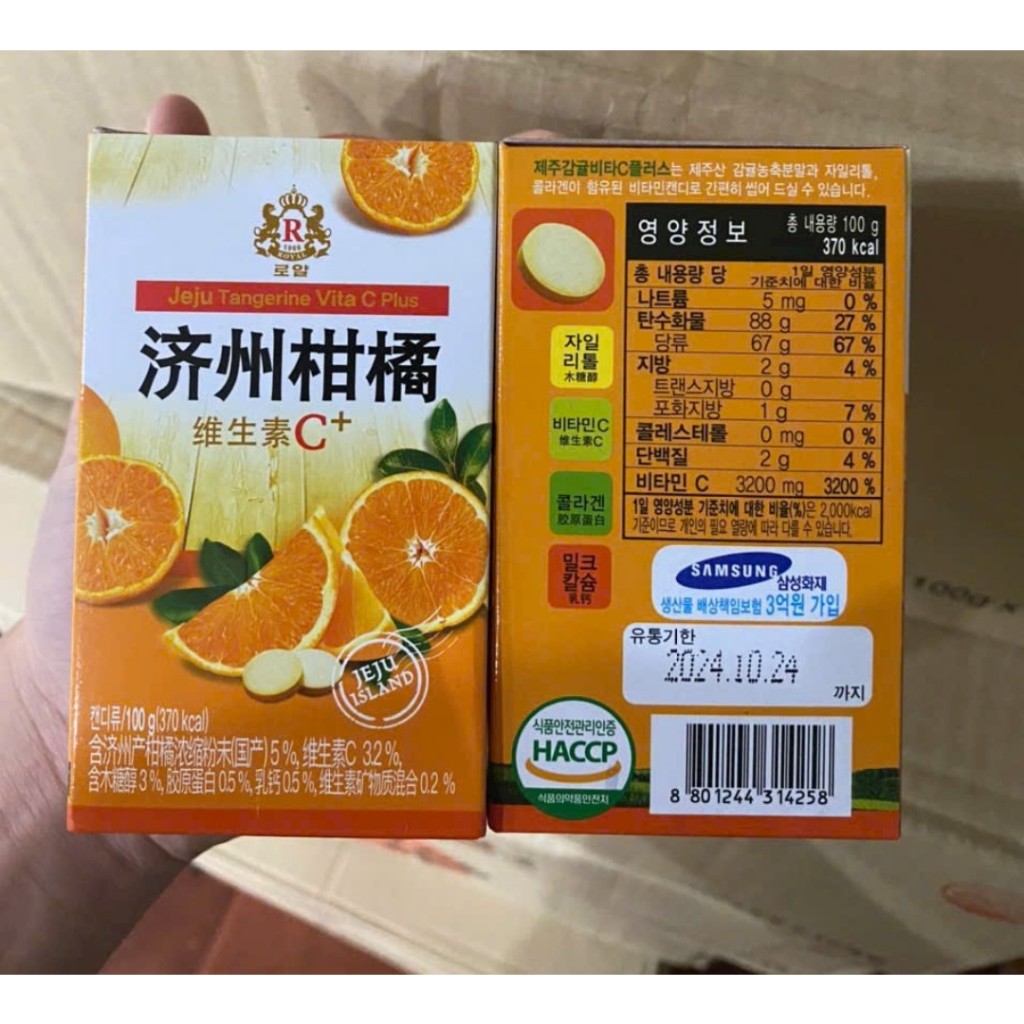 R
1986
ROYAL
로얄
Jeju Tangerine Vita C Plus
济州柑橘
维生素C+
JEJU
ISLAND
캔디류/100 g(370 kcal)
含济州产柑橘浓缩粉末(国产)5%, 维生素C 3.2%,
含木糖醇3%, 胶原蛋白0.5%, 乳钙0.5%, 维生素矿物质混合0.2%
제주감귤비타C플러스는 제주산 감귤농축분말과 자일리톨,
콜라겐이 함유된 비타민캔디로 간편히 씹어 드실 수 있습니다.
영양정보 총 내용량 100 g
370 kcal
총 내용량 당 1일 영양성분 기준치에 대한 비율
나트륨 5 mg 0 %
탄수화물 88 g 27 %
당류 67 g 67 %
지방 2 g 4 %
트랜스지방 0 g
포화지방 1 g 7 %
콜레스테롤 0 mg 0 %
단백질 2 g 4 %
비타민 C 3200 mg 3200 %
1일 영양성분 기준치에 대한 비율(%)은 2,000kcal
기준이므로 개인의 필요 열량에 따라 다를 수 있습니다.
자일
리톨
木糖醇
비타민C
维生素C
콜라겐
胶原蛋白
밀크
칼슘
乳钙
SAMSUNG 삼성화재
생산물 배상책임보험 3억원 가입
유통기한
2024.10.24
까지
식품안전관리인증
HACCP
식품의약품안전처
8 801244 314258
100g ×